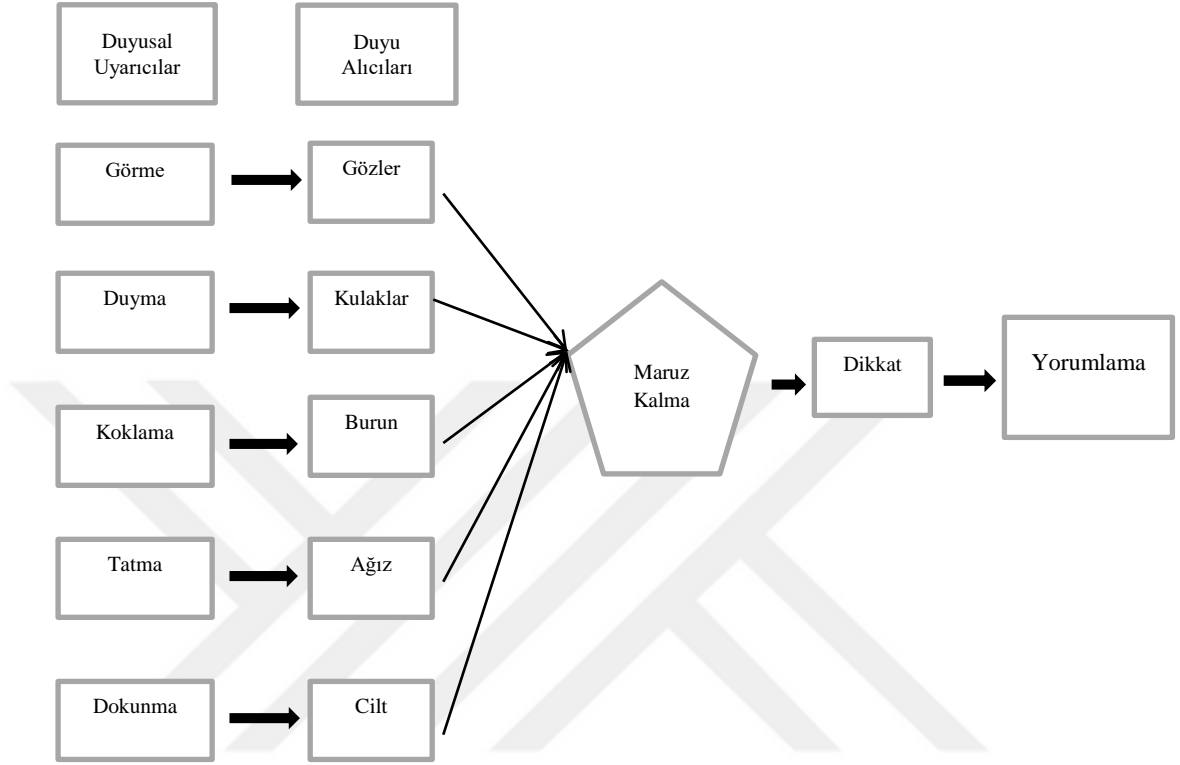 Duyusal
Uyarıcılar
Duyu
Alıcıları
Görme
Gözler
Duyma
Kulaklar
Maruz
Kalma
Dikkat
Yorumlama
Koklama
Burun
Tatma
Ağız
Dokunma
Cilt